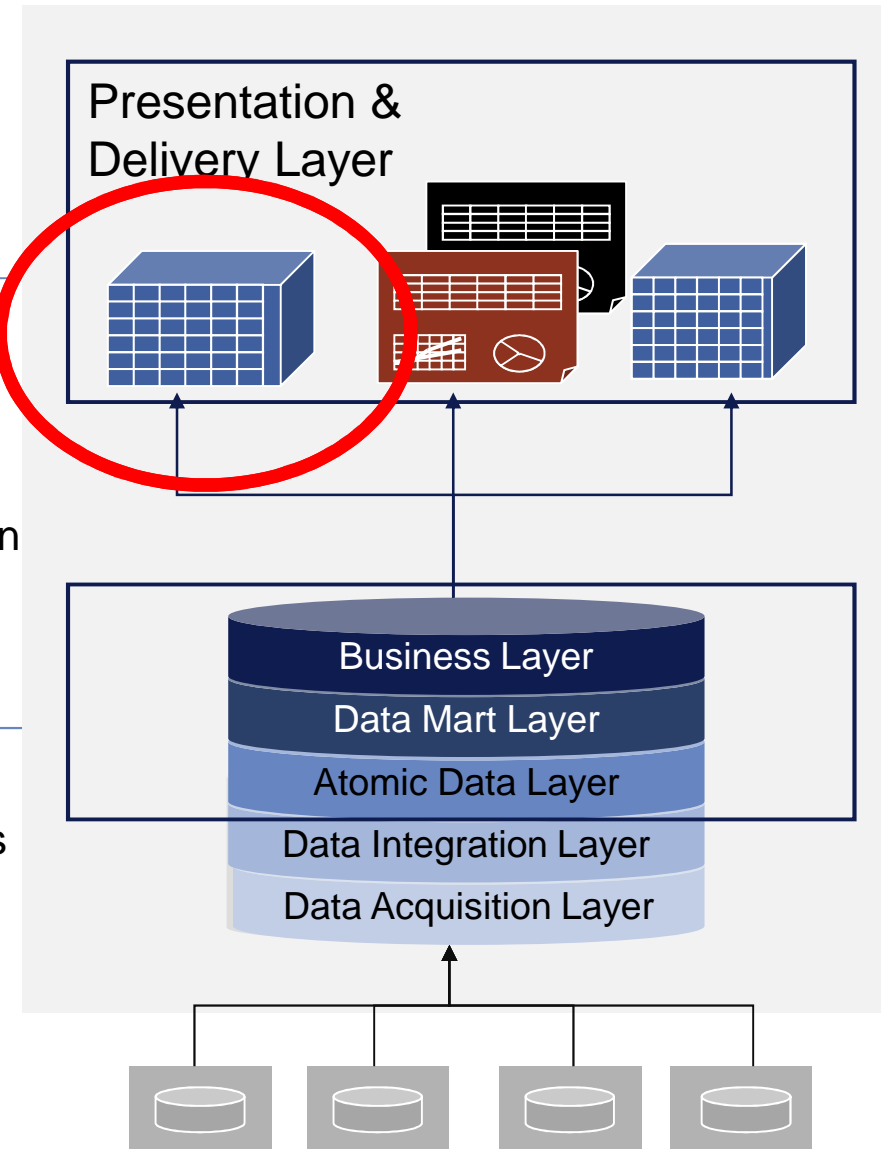 Presentation &
Delivery Layer
n
Business Layer
Data Mart Layer
Atomic Data Layer
s
Data Integration Layer
Data Acquisition Layer